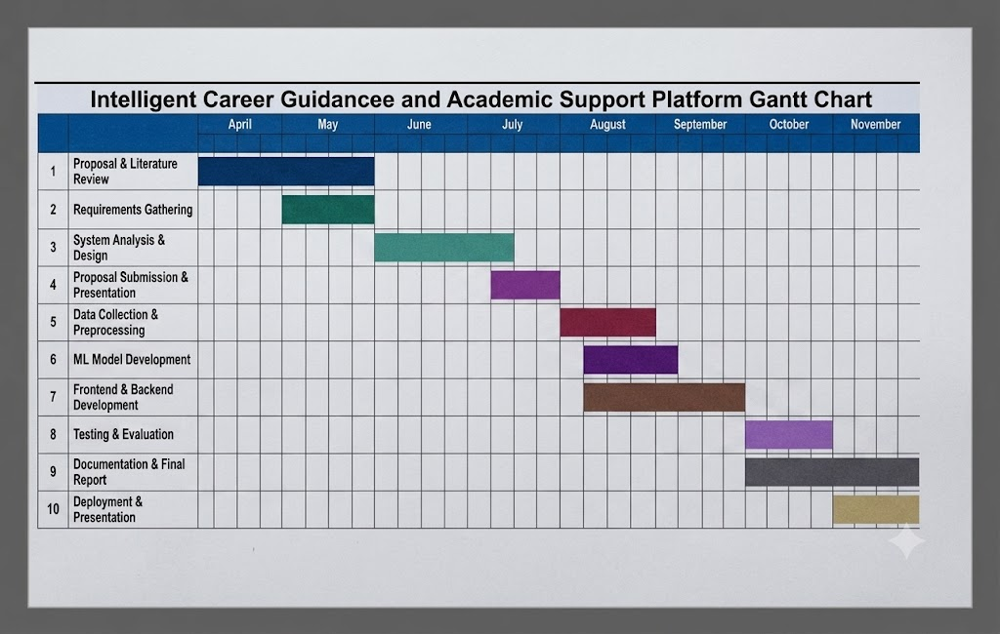 Intelligent Career Guidancee and Academic Support Platform Gantt Chart
April May June July August September October November
1 Proposal & Literature
Review
2 Requirements Gathering
3 System Analysis &
Design
4 Proposal Submission &
Presentation
5 Data Collection &
Preprocessing
6 ML Model Development
7 Frontend & Backend
Development
8 Testing & Evaluation
9 Documentation & Final
Report
10 Deployment &
Presentation